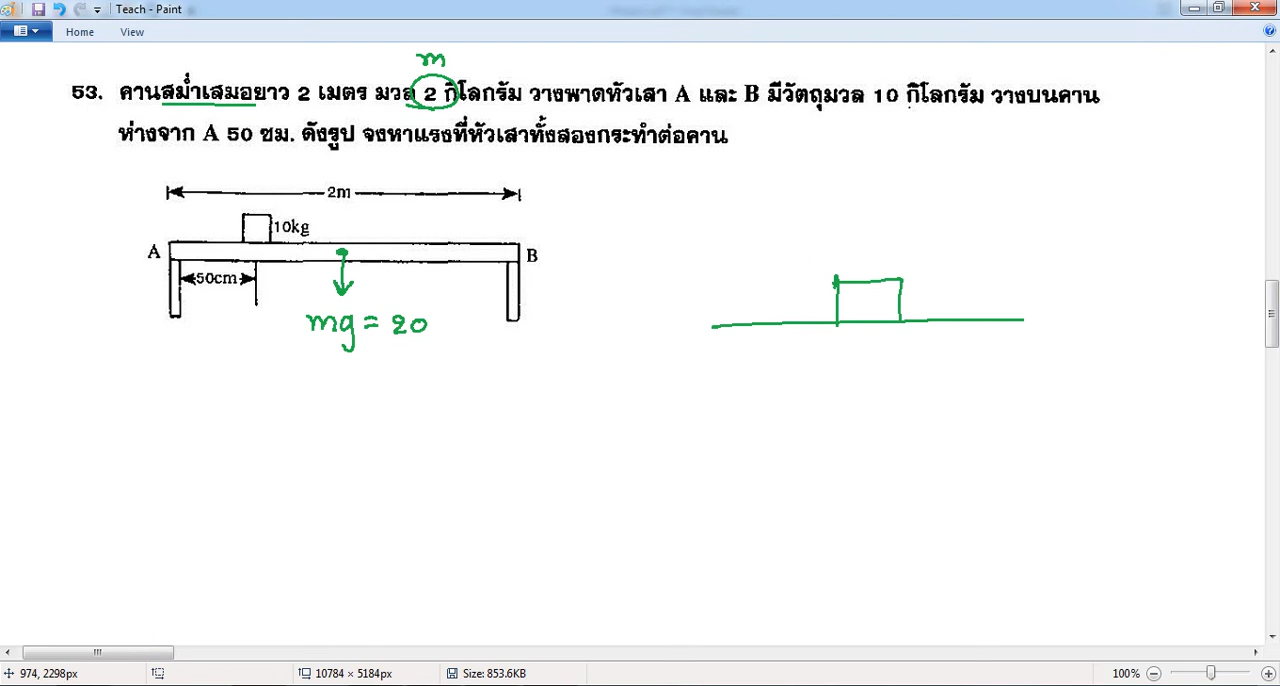 Teach - Paint
Home View
m
53. คานสม่ำเสมอยาว 2 เมตร มวล 2 กิโลกรัม วางพาดหัวเสา A และ B มีวัตถุมวล 10 กิโลกรัม วางบนคาน
ห่างจาก A 50 ซม. ดังรูป จงหาแรงที่หัวเสาทั้งสองกระทำต่อคาน
2m
10kg
A B
50cm
mg = 20
974, 2298px 10784 × 5184px Size: 853.6KB 100%